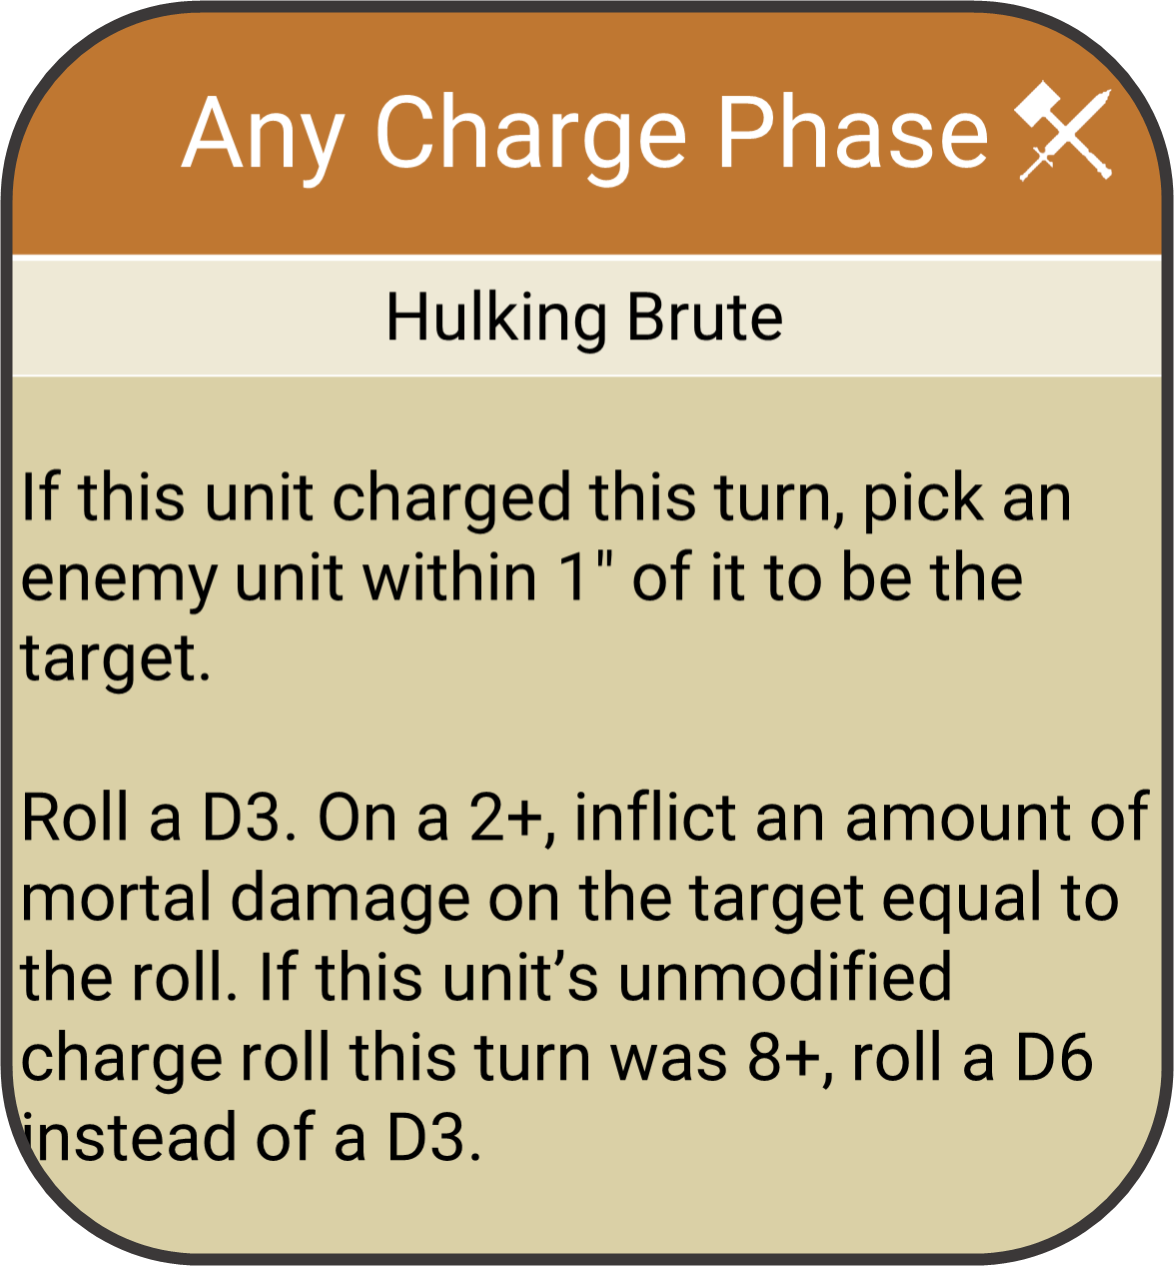 Any Charge Phase
Hulking Brute
If this unit charged this turn, pick an
enemy unit within 1" of it to be the
target.
Roll a D3. On a 2+, inflict an amount of
mortal damage on the target equal to
the roll. If this unit’s unmodified
charge roll this turn was 8+, roll a D6
instead of a D3.